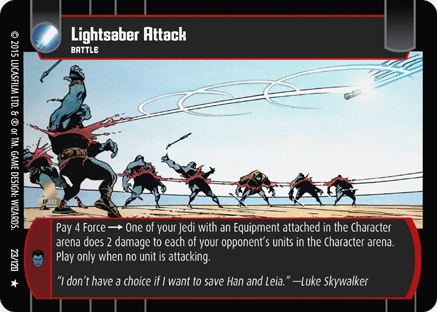 Lightsaber Attack
BATTLE
Pay 4 Force → One of your Jedi with an Equipment attached in the Character
arena does 2 damage to each of your opponent's units in the Character arena.
Play only when no unit is attacking.
“I don't have a choice if I want to save Han and Leia.” —Luke Skywalker
© 2015 LUCASFILM LTD. & ® or TM. GAME DESIGN: WIZARDS.
23/120